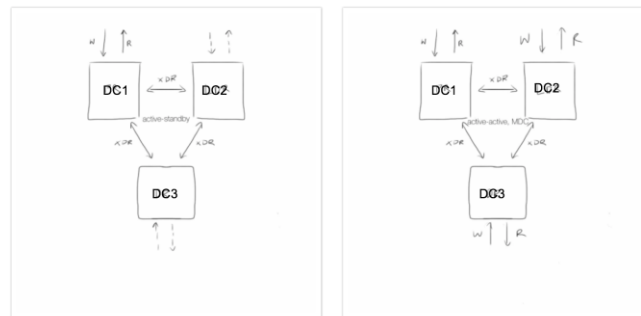 W R
XDR
DC1 DC2
active-standby
XDR XDR
DC3
W R
W R
XDR
DC1 DC2
active-active, MDC
XDR XDR
DC3
W R